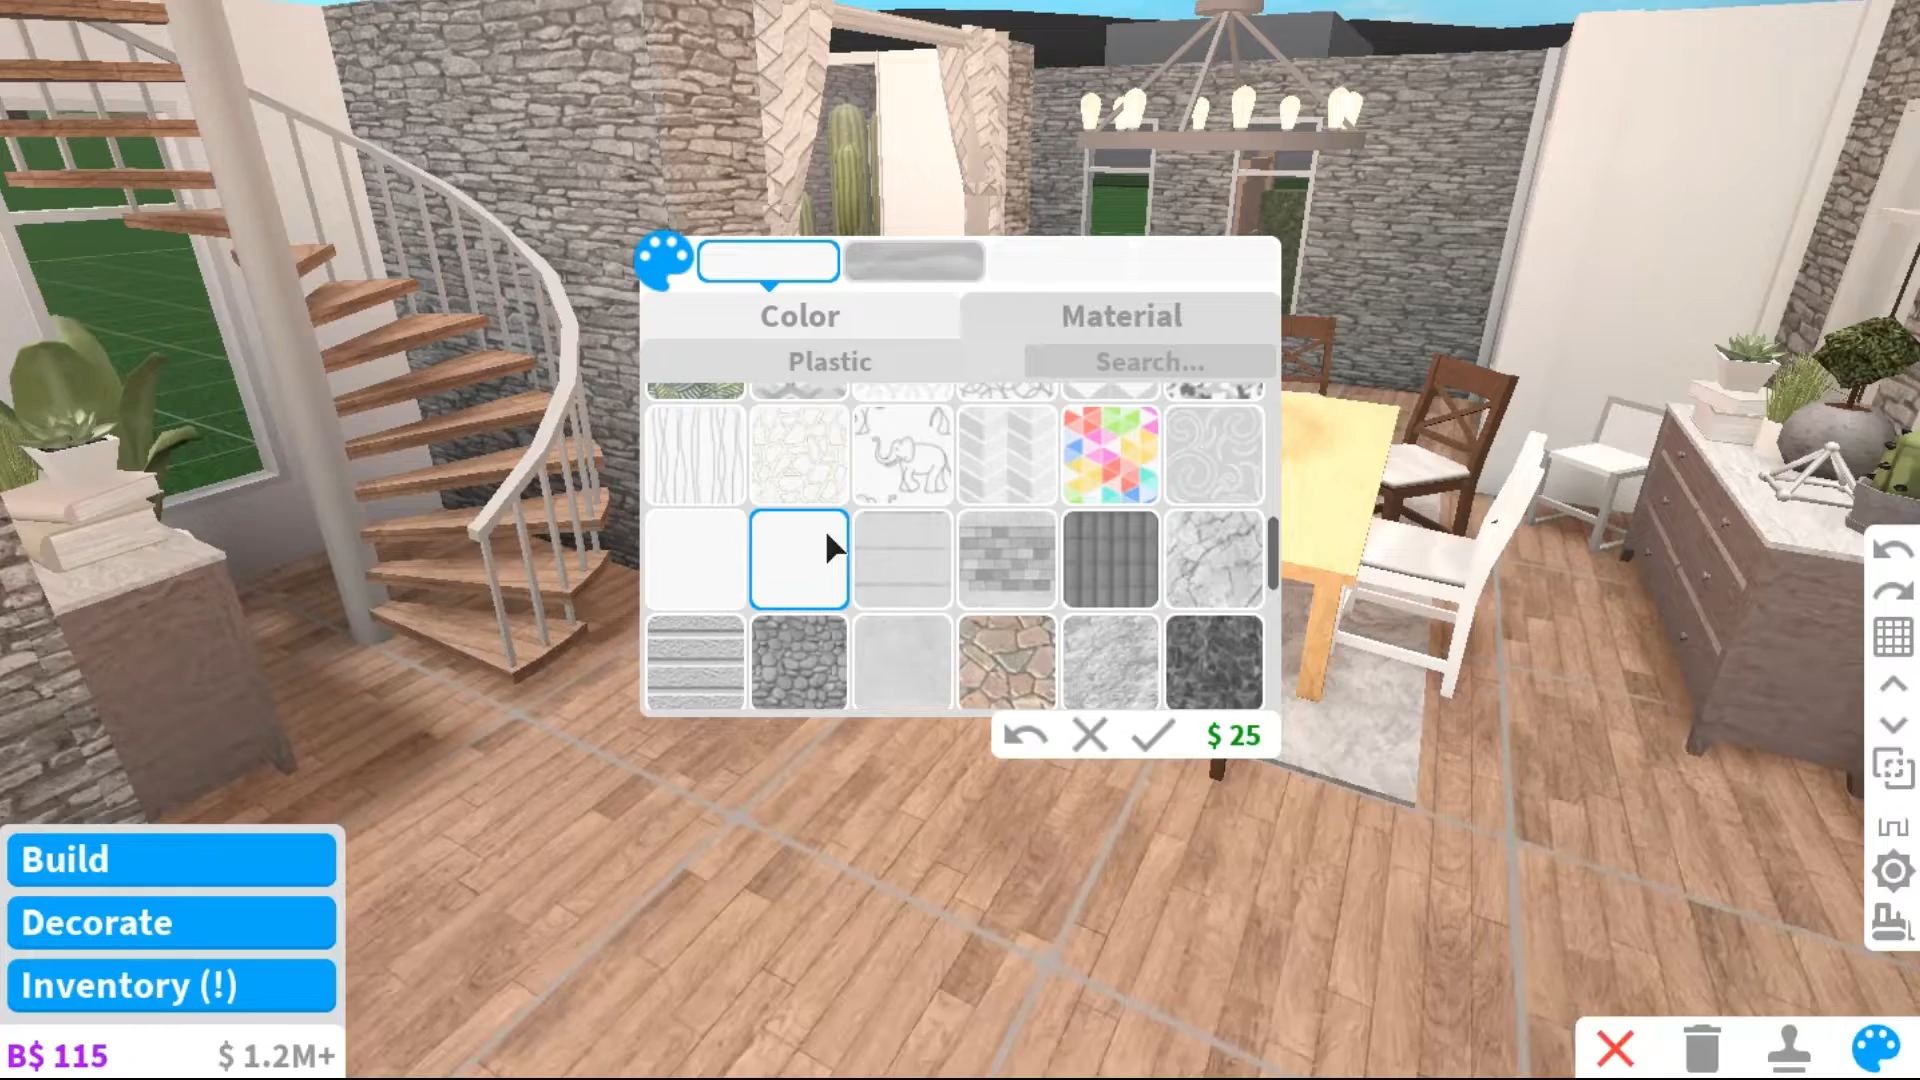 Color
Material
Plastic
Search...
$ 25
Build
Decorate
Inventory (!)
B$ 115
$ 1.2M+